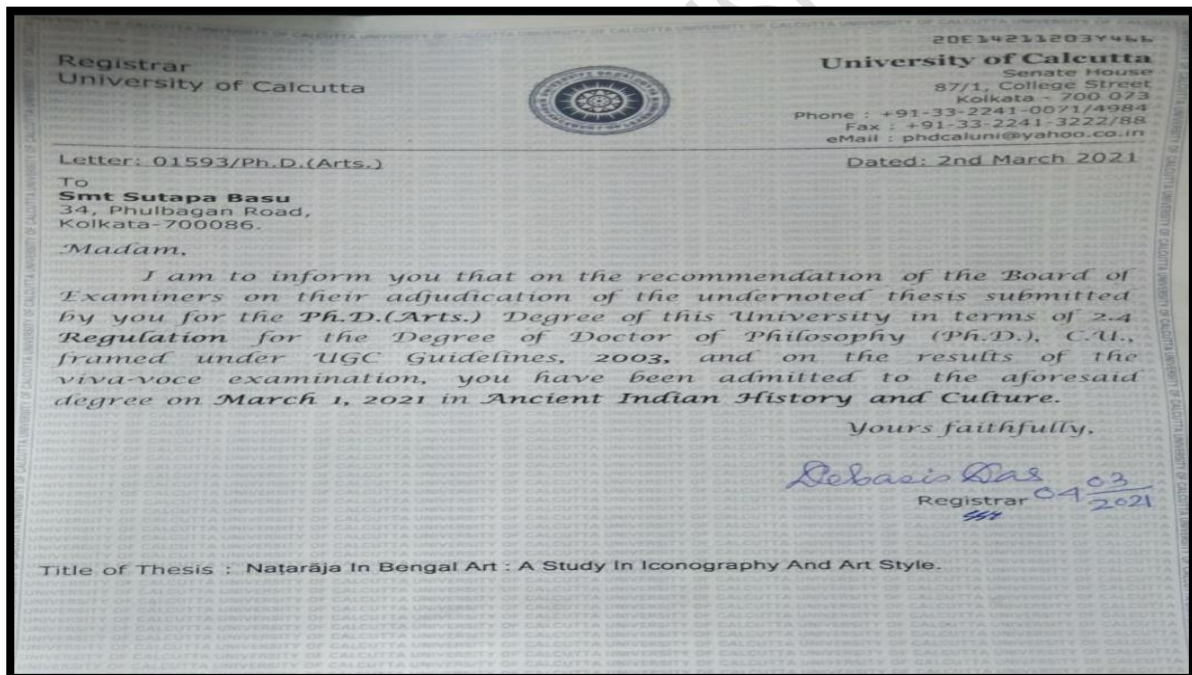 20E14211203Y466
Registrar
University of Calcutta
University of Calcutta
Senate House
87/1, College Street
Kolkata - 700 073
Phone : +91-33-2241-0071/4984
Fax : +91-33-2241-3222/88
eMail : phdcaluni@yahoo.co.in
Letter: 01593/Ph.D.(Arts.)
Dated: 2nd March 2021
To
Smt Sutapa Basu
34, Phulbagan Road,
Kolkata-700086.
Madam,
I am to inform you that on the recommendation of the Board of
Examiners on their adjudication of the undernoted thesis submitted
by you for the Ph.D.(Arts.) Degree of this University in terms of 2.4
Regulation for the Degree of Doctor of Philosophy (Ph.D.), C.U.,
framed under UGC Guidelines, 2003, and on the results of the
viva-voce examination, you have been admitted to the aforesaid
degree on March 1, 2021 in Ancient Indian History and Culture.
Yours faithfully,
Debasis Das
Registrar 04 03
2021
Title of Thesis : Naṭarāja In Bengal Art : A Study In Iconography And Art Style.